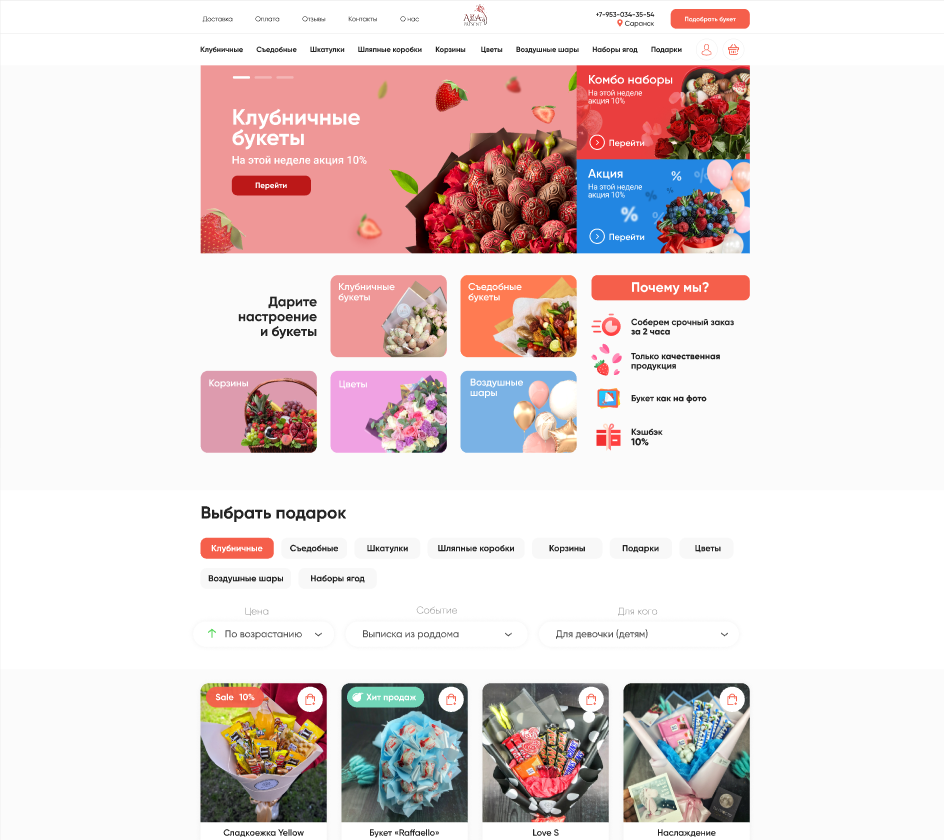 Доставка Оплата Отзывы Контакты О нас
+7-953-034-35-54
Саранск
Подобрать букет
Клубничные Съедобные Шкатулки Шляпные коробки Корзины Цветы Воздушные шары Наборы ягод Подарки
Клубничные
букеты
На этой неделе акция 10%
Перейти
Комбо наборы
На этой неделе
акция 10%
Перейти
Акция
На этой неделе
акция 10%
Перейти
% % %
Дарите
настроение
и букеты
Клубничные
букеты
Съедобные
букеты
Корзины
Цветы
Воздушные
шары
Почему мы?
Соберем срочный заказ
за 2 часа
Только качественная
продукция
Букет как на фото
Кэшбэк
10%
Выбрать подарок
Клубничные Съедобные Шкатулки Шляпные коробки Корзины Подарки Цветы
Воздушные шары Наборы ягод
Цена Событие Для кога
По возрастанию Выписка из роддома Для девочки (детям)
Sale 10%
Хит продаж
Сладкоежка Yellow
Букет «Raffaello»
Love S
Наслаждение